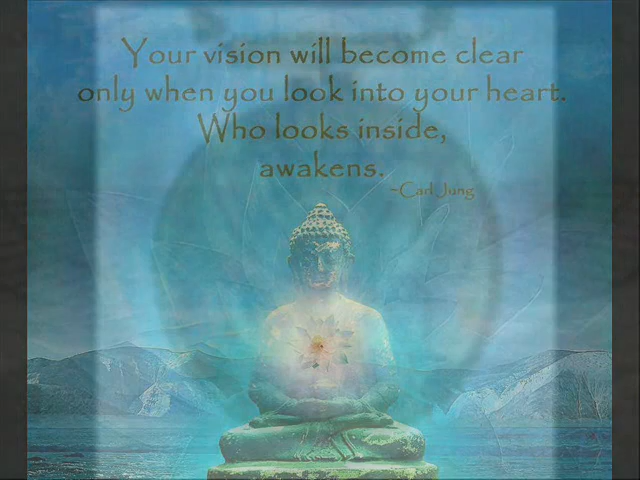 Your vision will become clear
only when you look into your heart.
Who looks inside,
awakens.
~Carl Jung